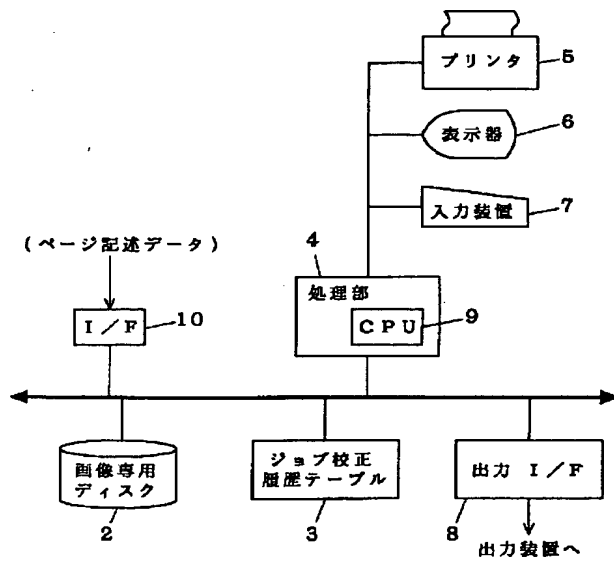 プリンタ
5
表示器
6
入力装置
7
(ページ記述データ)
4
処理部
CPU
9
I/F
10
画像専用
ディスク
2
ジョブ校正
履歴テーブル
3
出力 I/F
8
出力装置へ